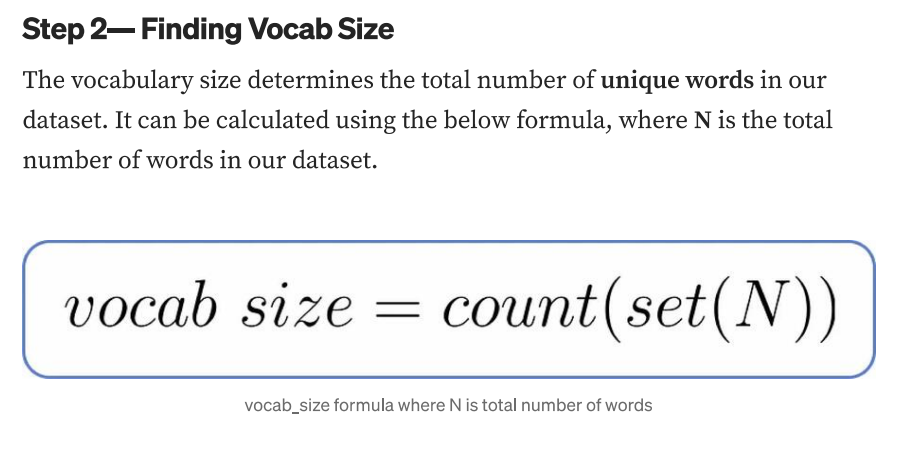 Step 2— Finding Vocab Size
The vocabulary size determines the total number of unique words in our
dataset. It can be calculated using the below formula, where N is the total
number of words in our dataset.
vocab size = count(set(N))
vocab_size formula where N is total number of words